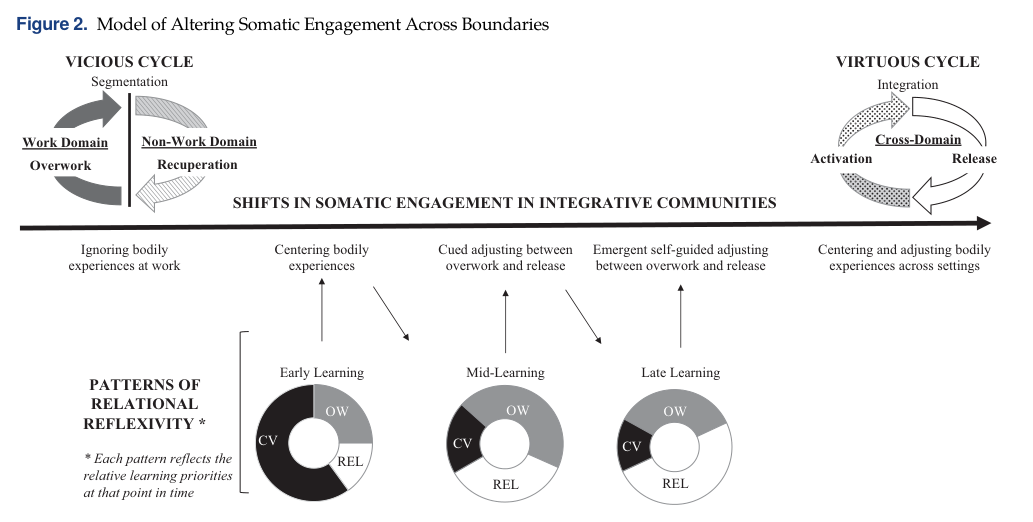 Figure 2. Model of Altering Somatic Engagement Across Boundaries
VICIOUS CYCLE
Segmentation
Work Domain
Overwork
Non-Work Domain
Recuperation
VIRTUOUS CYCLE
Integration
Cross-Domain
Activation
Release
SHIFTS IN SOMATIC ENGAGEMENT IN INTEGRATIVE COMMUNITIES
Ignoring bodily
experiences at work
Centering bodily
experiences
Cued adjusting between
overwork and release
Emergent self-guided adjusting
between overwork and release
Centering and adjusting bodily
experiences across settings
PATTERNS OF
RELATIONAL
REFLEXIVITY *
* Each pattern reflects the
relative learning priorities
at that point in time
Early Learning
OW
CV
REL
Mid-Learning
OW
CV
REL
Late Learning
OW
CV
REL